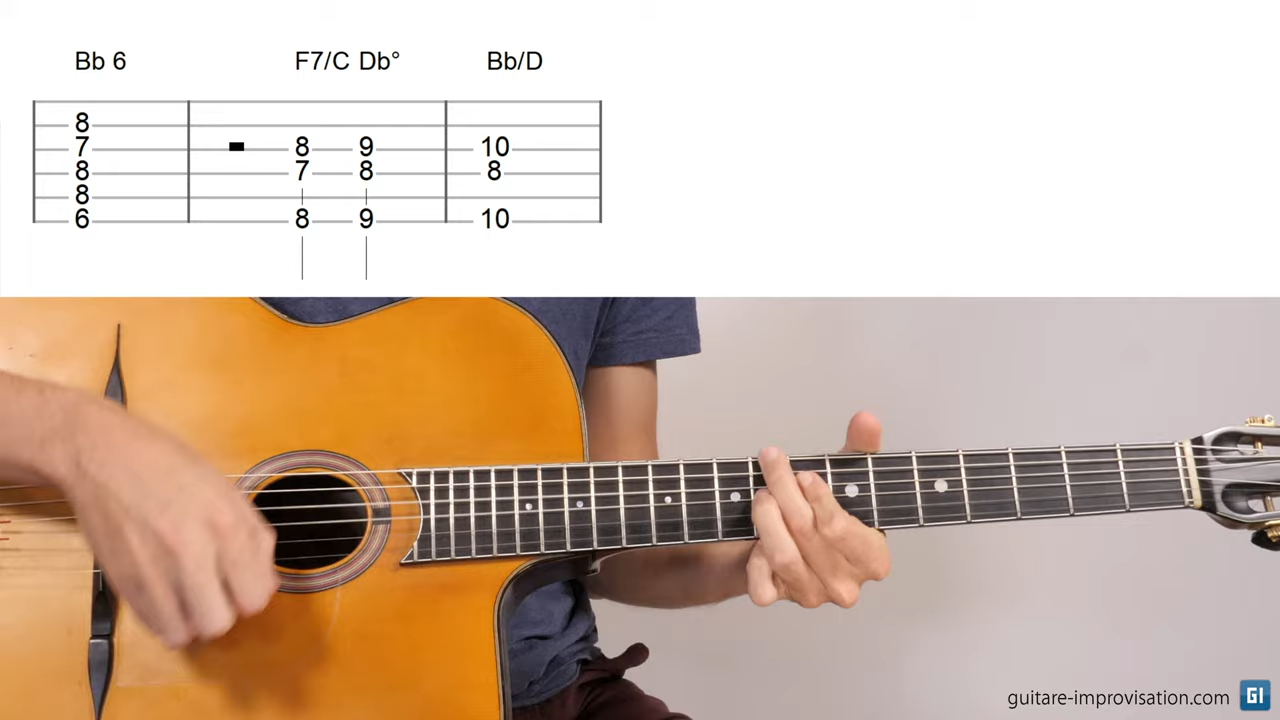 Bb 6 F7/C Db° Bb/D
8
7 8 9 10
8 7 8 8
8
6 8 9 10
guitare-improvisation.com GI